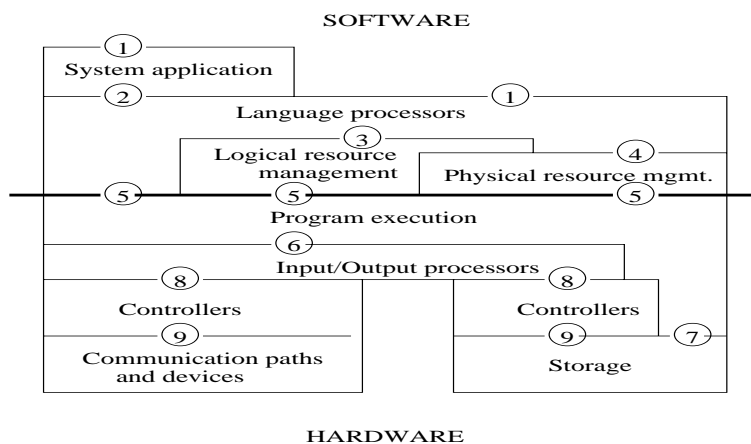 SOFTWARE
1
System application
2
1
Language processors
3
Logical resource
management
4
Physical resource mgmt.
5
5
5
Program execution
6
Input/Output processors
8
8
Controllers
Controllers
9
9
7
Communication paths
and devices
Storage
HARDWARE